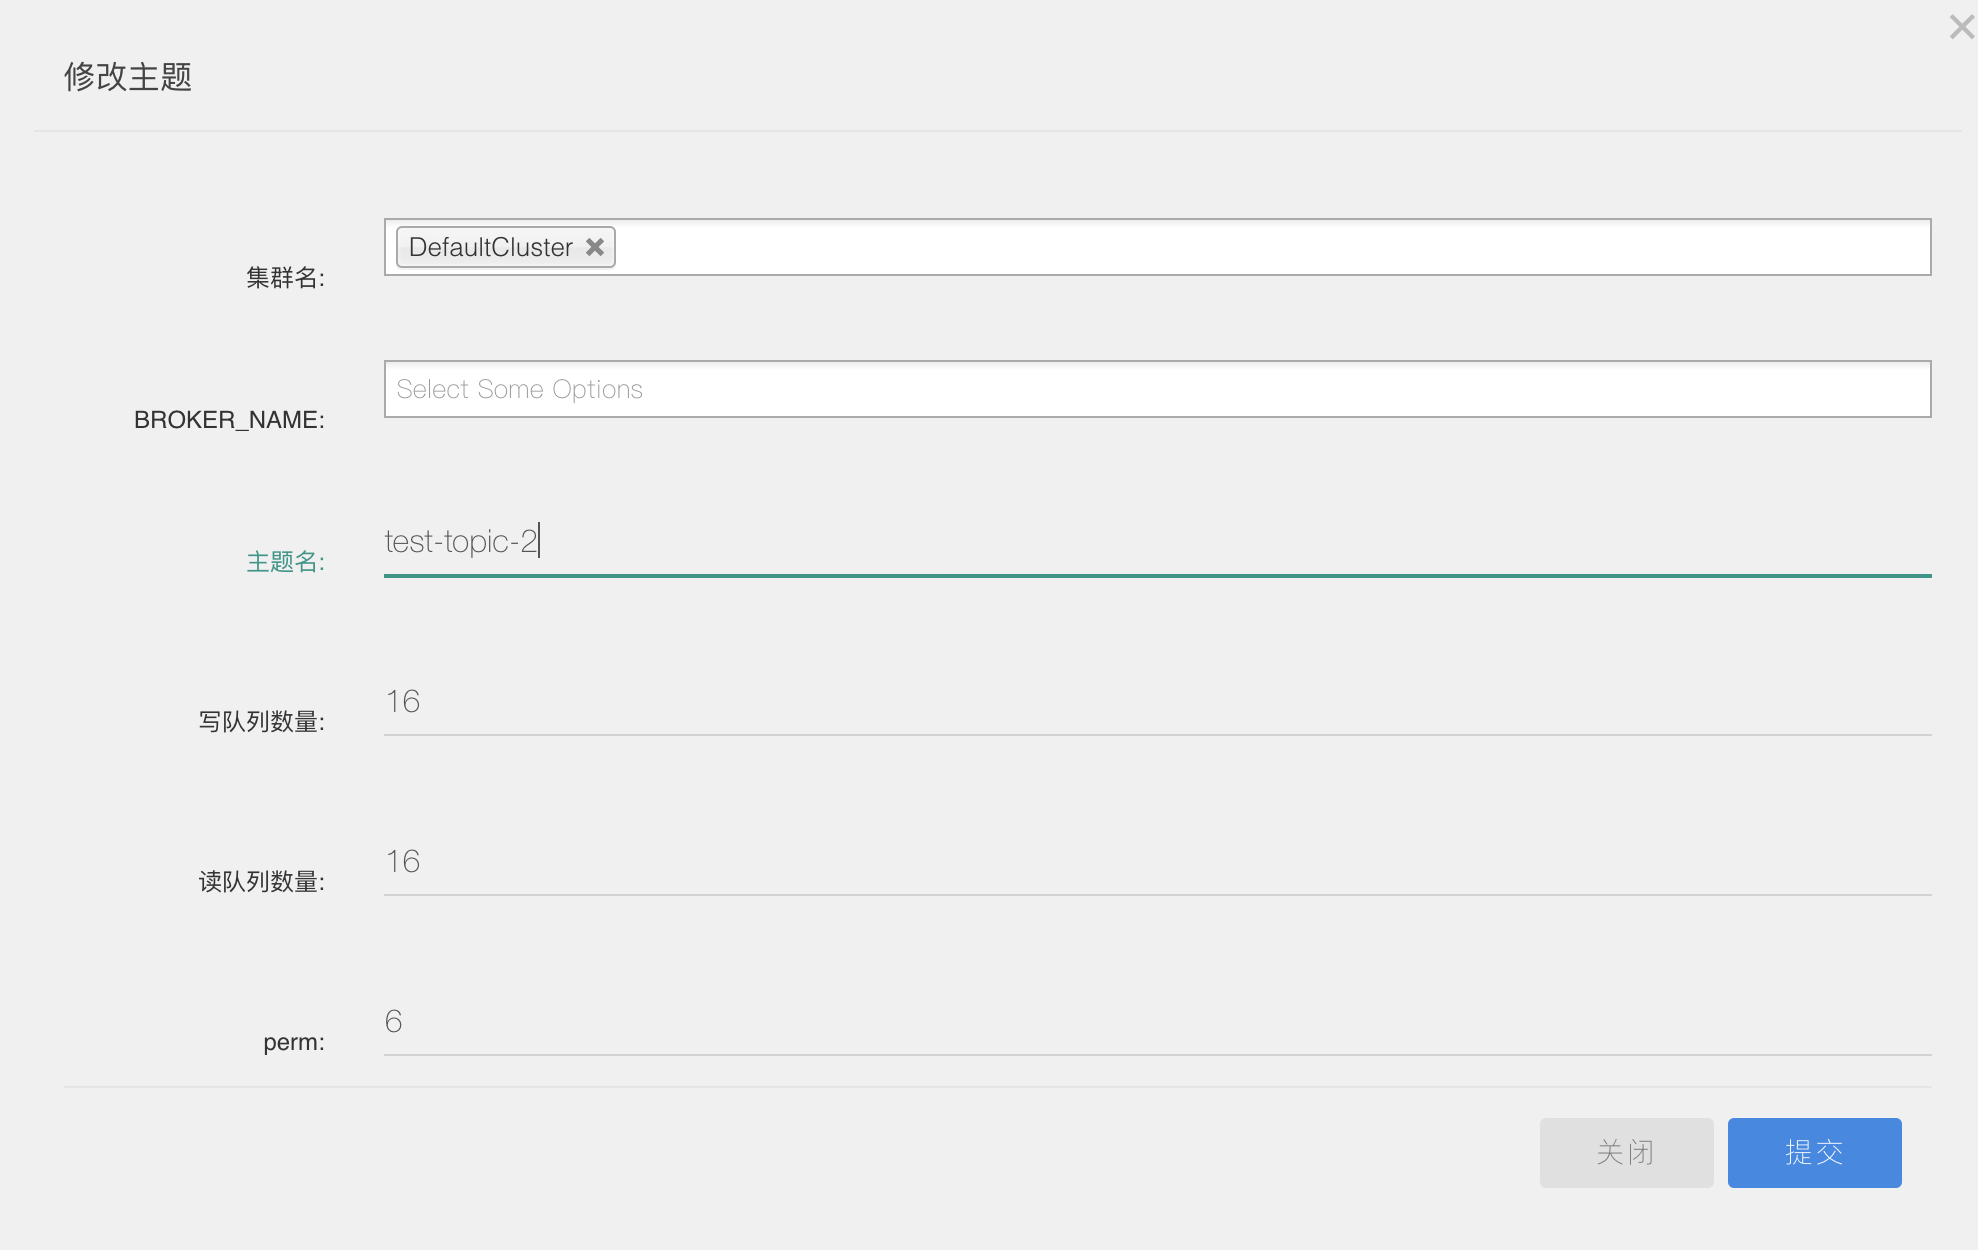 修改主题
集群名:
DefaultCluster
BROKER_NAME:
Select Some Options
主题名:
test-topic-2
写队列数量:
16
读队列数量:
16
perm:
6
关闭
提交